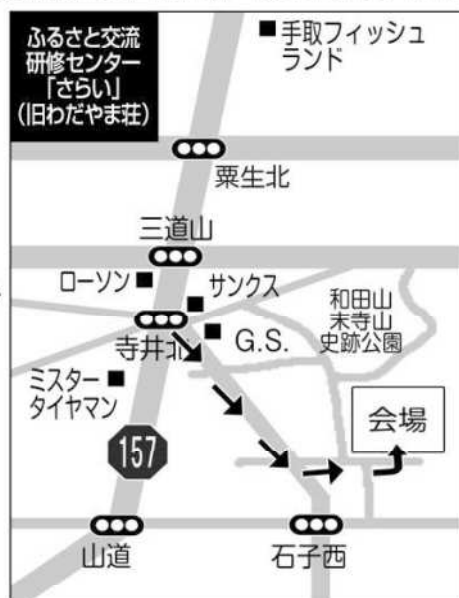 ふるさと交流
研修センター
「さらい」
(旧わだやま荘)
手取フィッシュ
ランド
粟生北
三道山
ローソン
サンクス
和田山
末寺山
史跡公園
寺井北
G.S.
ミスター
タイヤマン
会場
157
山道
石子西